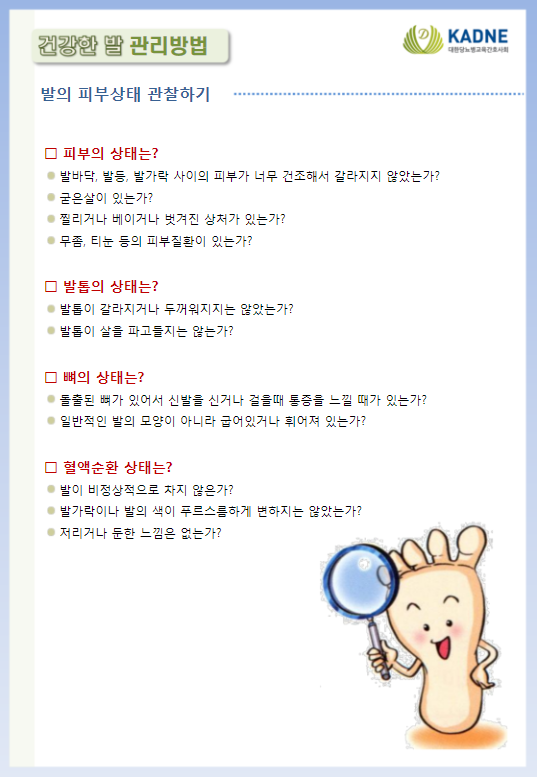 건강한 발 관리방법
KADNE
대한당뇨병교육간호사회
발의 피부상태 관찰하기
□ 피부의 상태는?
발바닥, 발등, 발가락 사이의 피부가 너무 건조해서 갈라지지 않았는가?
굳은살이 있는가?
찔리거나 베이거나 벗겨진 상처가 있는가?
무좀, 티눈 등의 피부질환이 있는가?
□ 발톱의 상태는?
발톱이 갈라지거나 두꺼워지지는 않았는가?
발톱이 살을 파고들지는 않는가?
□ 뼈의 상태는?
돌출된 뼈가 있어서 신발을 신거나 걸을때 통증을 느낄 때가 있는가?
일반적인 발의 모양이 아니라 굽어있거나 휘어져 있는가?
□ 혈액순환 상태는?
발이 비정상적으로 차지 않은가?
발가락이나 발의 색이 푸르스름하게 변하지는 않았는가?
저리거나 둔한 느낌은 없는가?